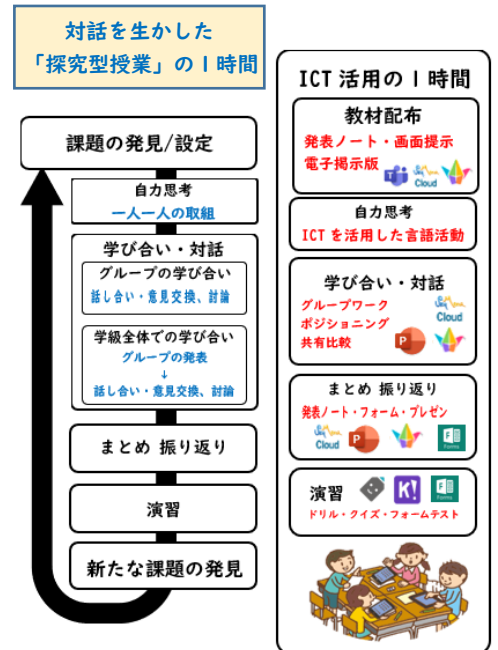 対話を生かした
「探究型授業」の1時間
課題の発見/設定
自力思考
一人一人の取組
学び合い・対話
グループの学び合い
話し合い・意見交換、討論
学級全体での学び合い
グループの発表
↓
話し合い・意見交換、討論
まとめ 振り返り
演習
新たな課題の発見
ICT 活用の1時間
教材配布
発表ノート・画面提示
電子掲示版
Cloud
自力思考
ICTを活用した言語活動
学び合い・対話
グループワーク
ポジショニング
共有比較
Cloud
P
まとめ 振り返り
発表ノート・フォーム・プレゼン
Cloud
P
Forms
演習
K!
Forms
ドリル・クイズ・フォームテスト